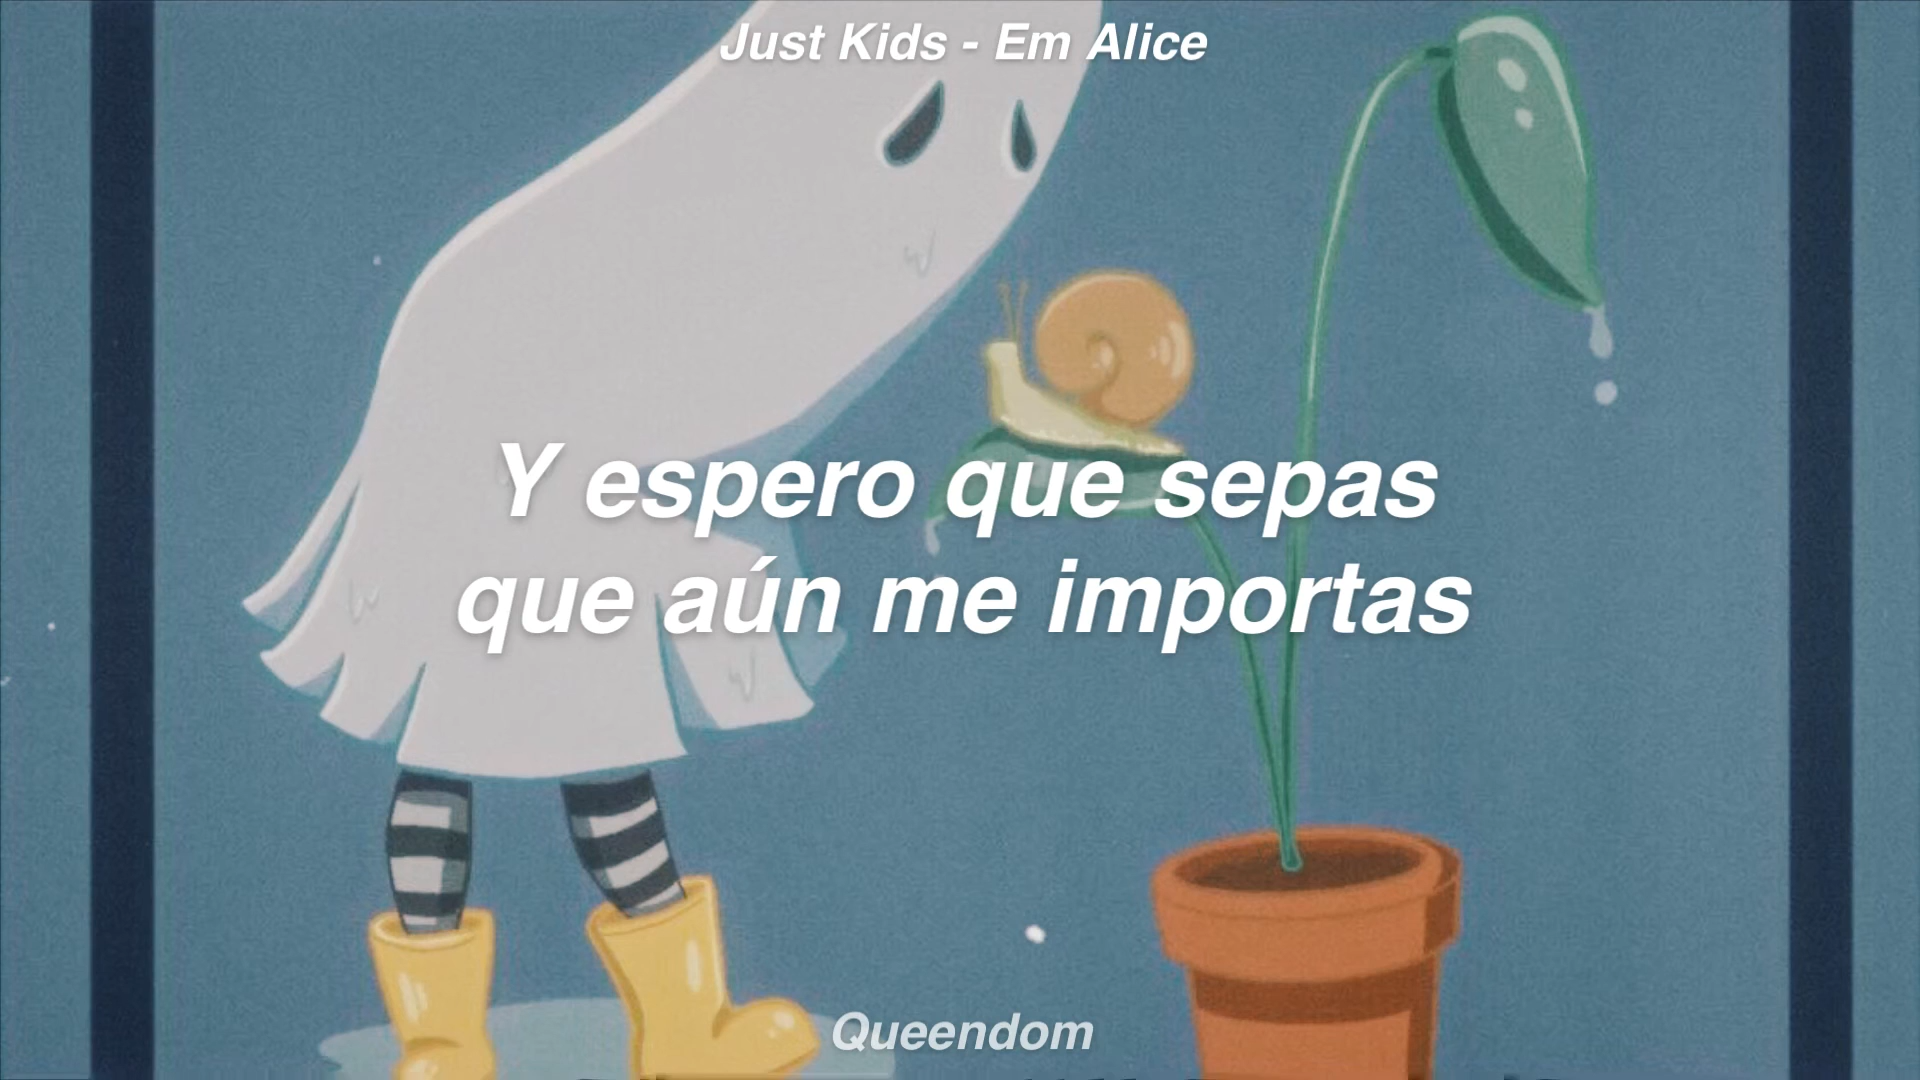 Just Kids - Em Alice
Y espero que sepas
que aún me importas
Queendom